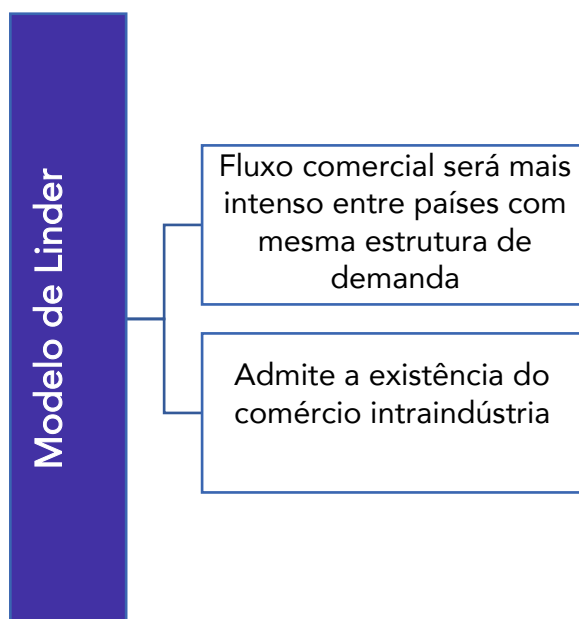 Modelo de Linder
Fluxo comercial será mais
intenso entre países com
mesma estrutura de
demanda
Admite a existência do
comércio intraindústria